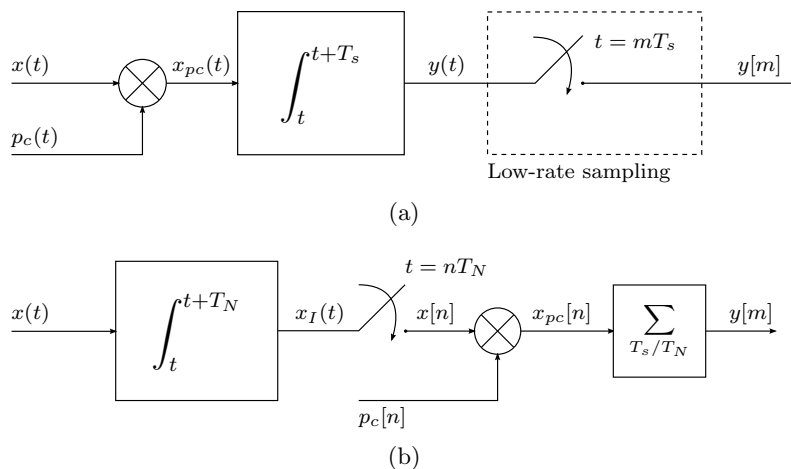 x(t)
x_{pc}(t)
∫_t^{t+T_s}
y(t)
t = mT_s
y[m]
p_c(t)
Low-rate sampling
(a)
x(t)
∫_t^{t+T_N}
x_I(t)
t = nT_N
x[n]
x_{pc}[n]
∑_{T_s/T_N}
y[m]
p_c[n]
(b)